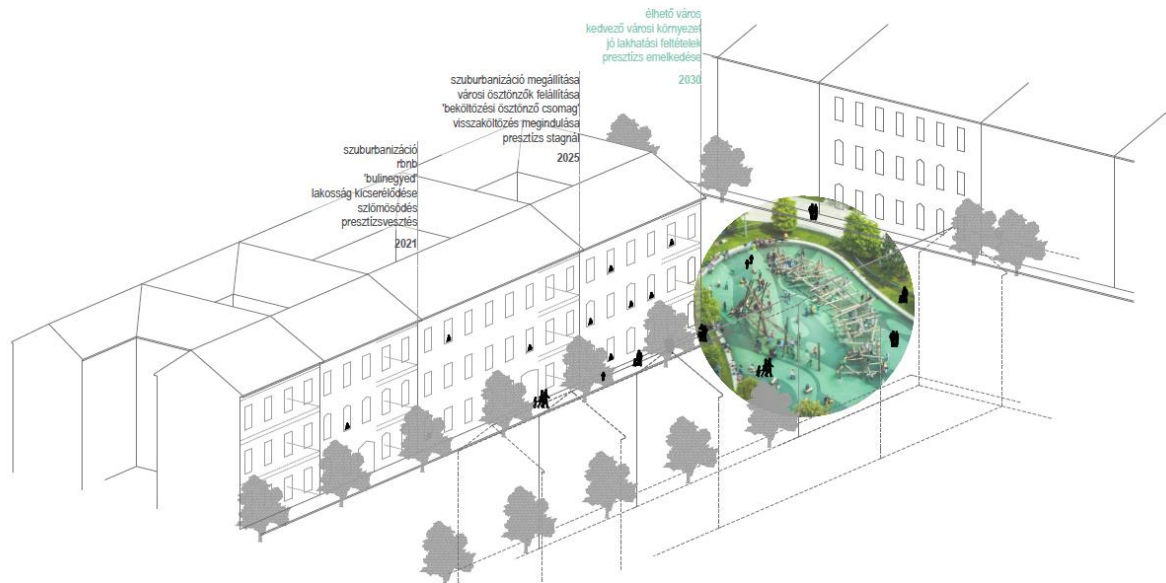 szuburbanizáció
rbnb
'bulinegyed'
lakosság kicserélődése
szlömösödés
presztízsvesztés
2021
szuburbanizáció megállítása
városi ösztönzők felállítása
'beköltözési ösztönző csomag'
visszaköltözés megindulása
presztízs stagnál
2025
élhető város
kedvező városi környezet
jó lakhatási feltételek
presztízs emelkedése
2030